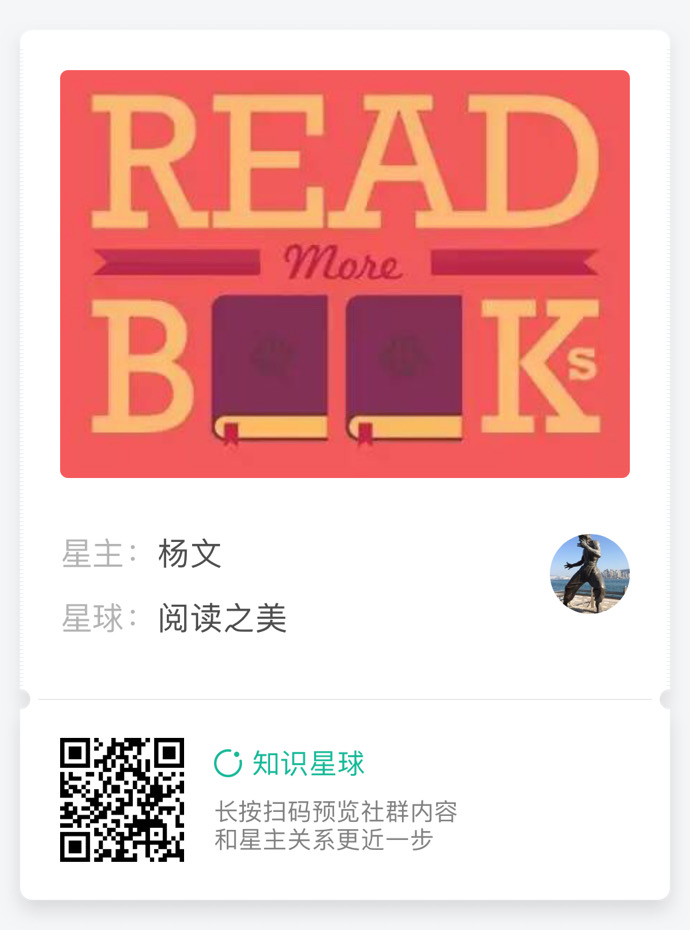 READ
More
BOOKs
星主：杨文
星球：阅读之美
知识星球
长按扫码预览社群内容
和星主关系更近一步